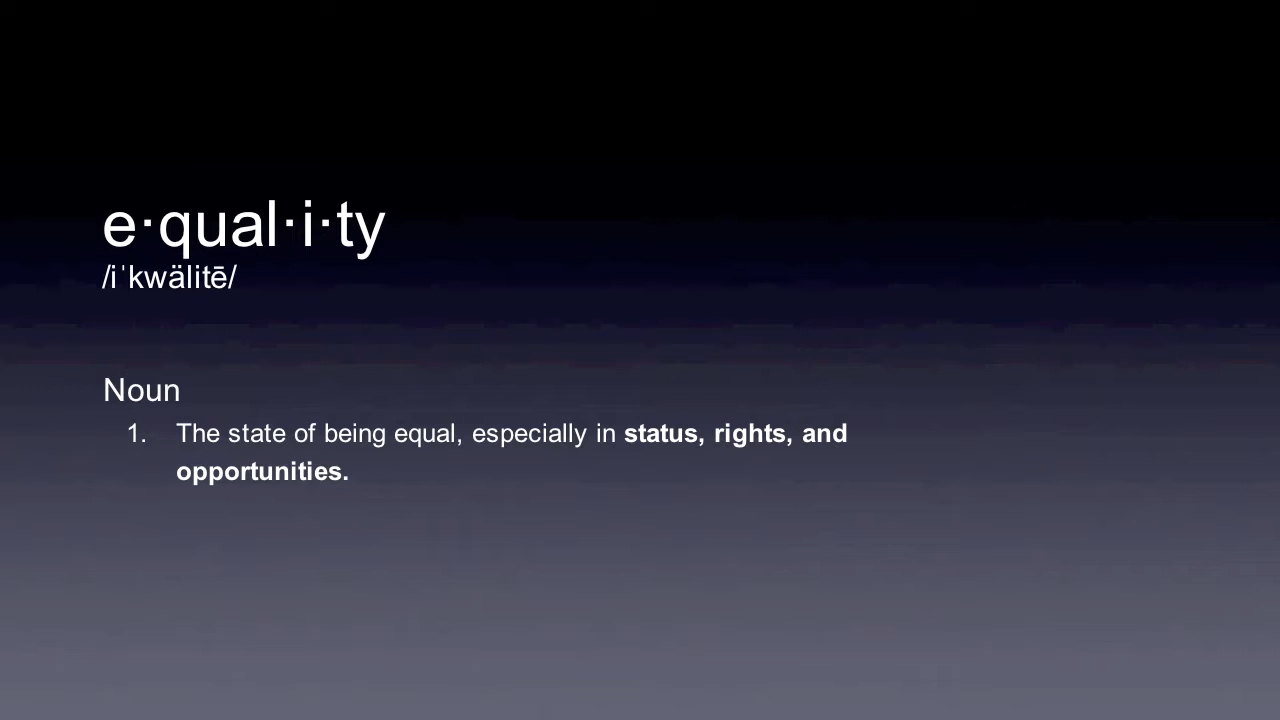 e·qual·i·ty
/iˈkwälitē/
Noun
1. The state of being equal, especially in status, rights, and
opportunities.